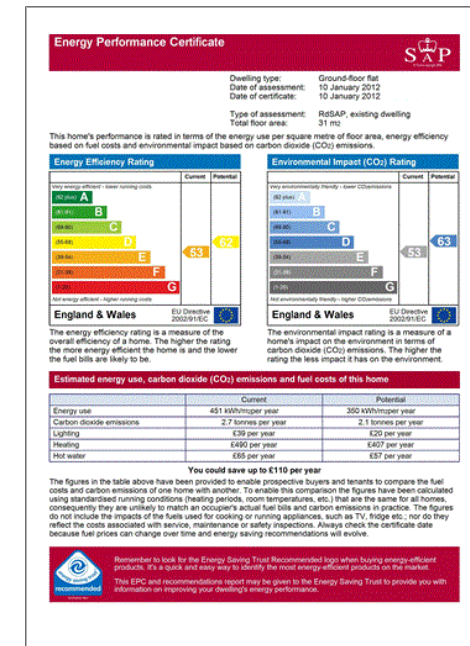 Energy Performance Certificate
SAP
Dwelling type: Ground-floor flat
Date of assessment: 10 January 2012
Date of certificate: 10 January 2012
Type of assessment: RdSAP, existing dwelling
Total floor area: 31 m2
This home's performance is rated in terms of the energy use per square metre of floor area, energy efficiency
based on fuel costs and environmental impact based on carbon dioxide (CO2) emissions.
Energy Efficiency Rating
Current Potential
Very energy efficient - lower running costs
(92 plus) A
(81-91) B
(69-80) C
(55-68) D
(39-54) E
(21-38) F
(1-20) G
53
62
Not energy efficient - higher running costs
England & Wales
EU Directive
2002/91/EC
Environmental Impact (CO2) Rating
Current Potential
Very environmentally friendly - lower CO2 emissions
(92 plus) A
(81-91) B
(69-80) C
(55-68) D
(39-54) E
(21-38) F
(1-20) G
53
63
Not environmentally friendly - higher CO2 emissions
England & Wales
EU Directive
2002/91/EC
The energy efficiency rating is a measure of the
overall efficiency of a home. The higher the rating
the more energy efficient the home is and the lower
the fuel bills are likely to be.
The environmental impact rating is a measure of a
home's impact on the environment in terms of
carbon dioxide (CO2) emissions. The higher the
rating the less impact it has on the environment.
Estimated energy use, carbon dioxide (CO2) emissions and fuel costs of this home
Current Potential
Energy use 451 kWh/m2per year 350 kWh/m2per year
Carbon dioxide emissions 2.7 tonnes per year 2.1 tonnes per year
Lighting £39 per year £20 per year
Heating £490 per year £407 per year
Hot water £65 per year £57 per year
You could save up to £110 per year
The figures in the table above have been provided to enable prospective buyers and tenants to compare the fuel
costs and carbon emissions of one home with another. To enable this comparison the figures have been calculated
using standardised running conditions (heating periods, room temperatures, etc.) that are the same for all homes,
consequently they are unlikely to match an occupier's actual fuel bills and carbon emissions in practice. The figures
do not include the impacts of the fuels used for cooking or running appliances, such as TV, fridge etc.; nor do they
reflect the costs associated with service, maintenance or safety inspections. Always check the certificate date
because fuel prices can change over time and energy saving recommendations will evolve.
energy saving trust
recommended
Remember to look for the Energy Saving Trust Recommended logo when buying energy-efficient
products. It's a quick and easy way to identify the most energy-efficient products on the market.
This EPC and recommendations report may be given to the Energy Saving Trust to provide you with
information on improving your dwelling's energy performance.